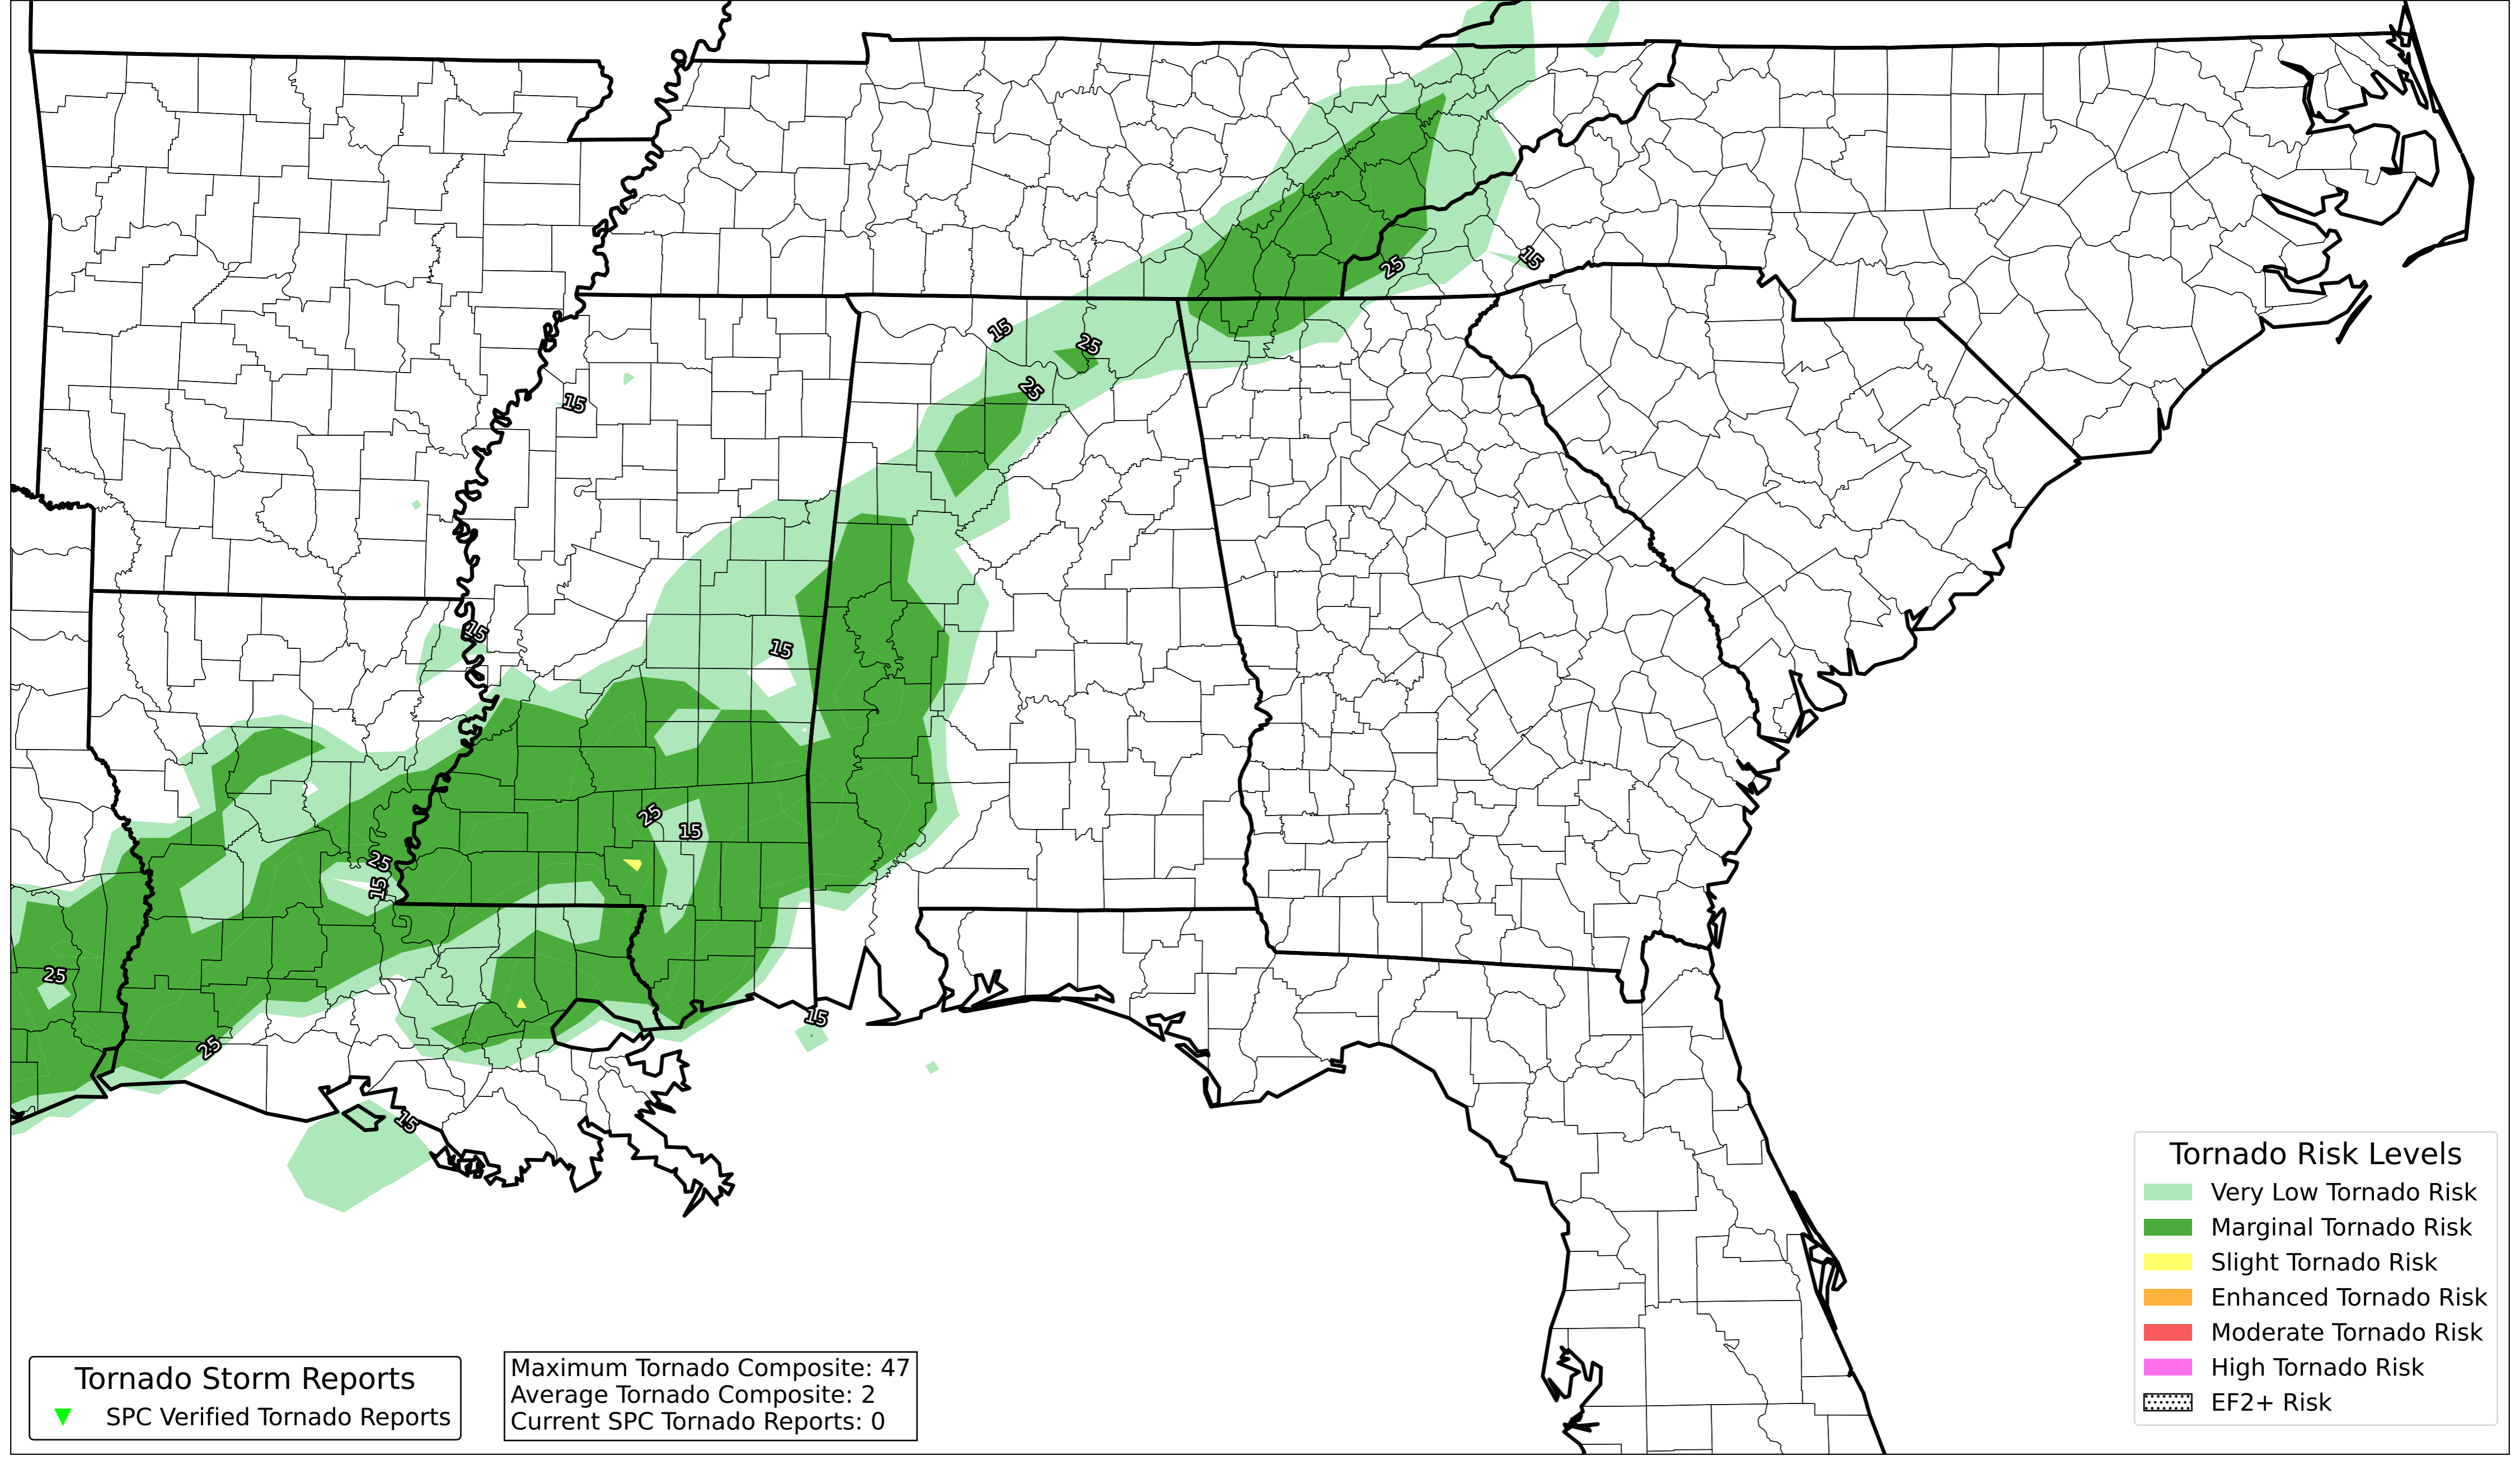 15
15
25
25
15
25
15
15
25
15
25
15
25
25
15
15
Tornado Risk Levels
Very Low Tornado Risk
Marginal Tornado Risk
Slight Tornado Risk
Enhanced Tornado Risk
Moderate Tornado Risk
High Tornado Risk
EF2+ Risk
Tornado Storm Reports
SPC Verified Tornado Reports
Maximum Tornado Composite: 47
Average Tornado Composite: 2
Current SPC Tornado Reports: 0